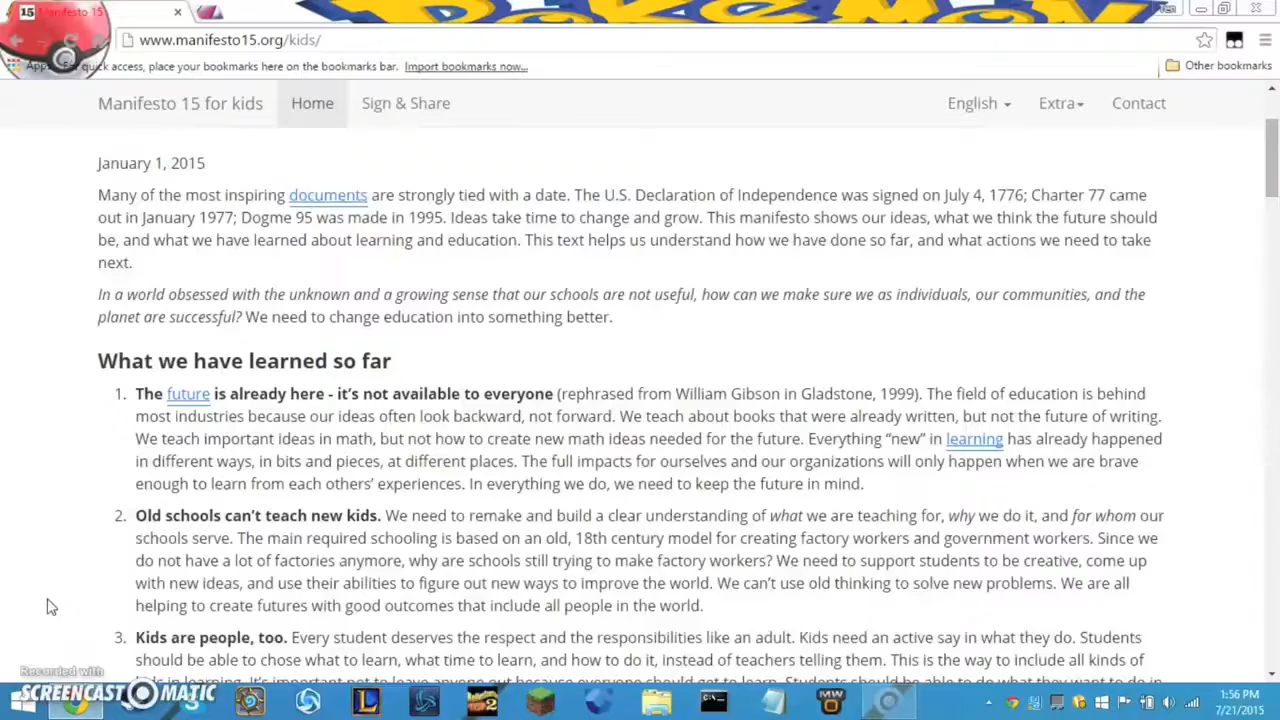 POKéMON
15 Manifesto 15
www.manifesto15.org/kids/
Apps For quick access, place your bookmarks here on the bookmarks bar. Import bookmarks now... Other bookmarks
Manifesto 15 for kids Home Sign & Share English Extra Contact
January 1, 2015
Many of the most inspiring documents are strongly tied with a date. The U.S. Declaration of Independence was signed on July 4, 1776; Charter 77 came
out in January 1977; Dogme 95 was made in 1995. Ideas take time to change and grow. This manifesto shows our ideas, what we think the future should
be, and what we have learned about learning and education. This text helps us understand how we have done so far, and what actions we need to take
next.
In a world obsessed with the unknown and a growing sense that our schools are not useful, how can we make sure we as individuals, our communities, and the
planet are successful? We need to change education into something better.
What we have learned so far
1. The future is already here - it’s not available to everyone (rephrased from William Gibson in Gladstone, 1999). The field of education is behind
most industries because our ideas often look backward, not forward. We teach about books that were already written, but not the future of writing.
We teach important ideas in math, but not how to create new math ideas needed for the future. Everything “new” in learning has already happened
in different ways, in bits and pieces, at different places. The full impacts for ourselves and our organizations will only happen when we are brave
enough to learn from each others’ experiences. In everything we do, we need to keep the future in mind.
2. Old schools can’t teach new kids. We need to remake and build a clear understanding of what we are teaching for, why we do it, and for whom our
schools serve. The main required schooling is based on an old, 18th century model for creating factory workers and government workers. Since we
do not have a lot of factories anymore, why are schools still trying to make factory workers? We need to support students to be creative, come up
with new ideas, and use their abilities to figure out new ways to improve the world. We can’t use old thinking to solve new problems. We are all
helping to create futures with good outcomes that include all people in the world.
3. Kids are people, too. Every student deserves the respect and the responsibilities like an adult. Kids need an active say in what they do. Students
should be able to chose what to learn, what time to learn, and how to do it, instead of teachers telling them. This is the way to include all kinds of
Recorded with
SCREENCAST MATIC
L
2
MW
1:56 PM
7/21/2015